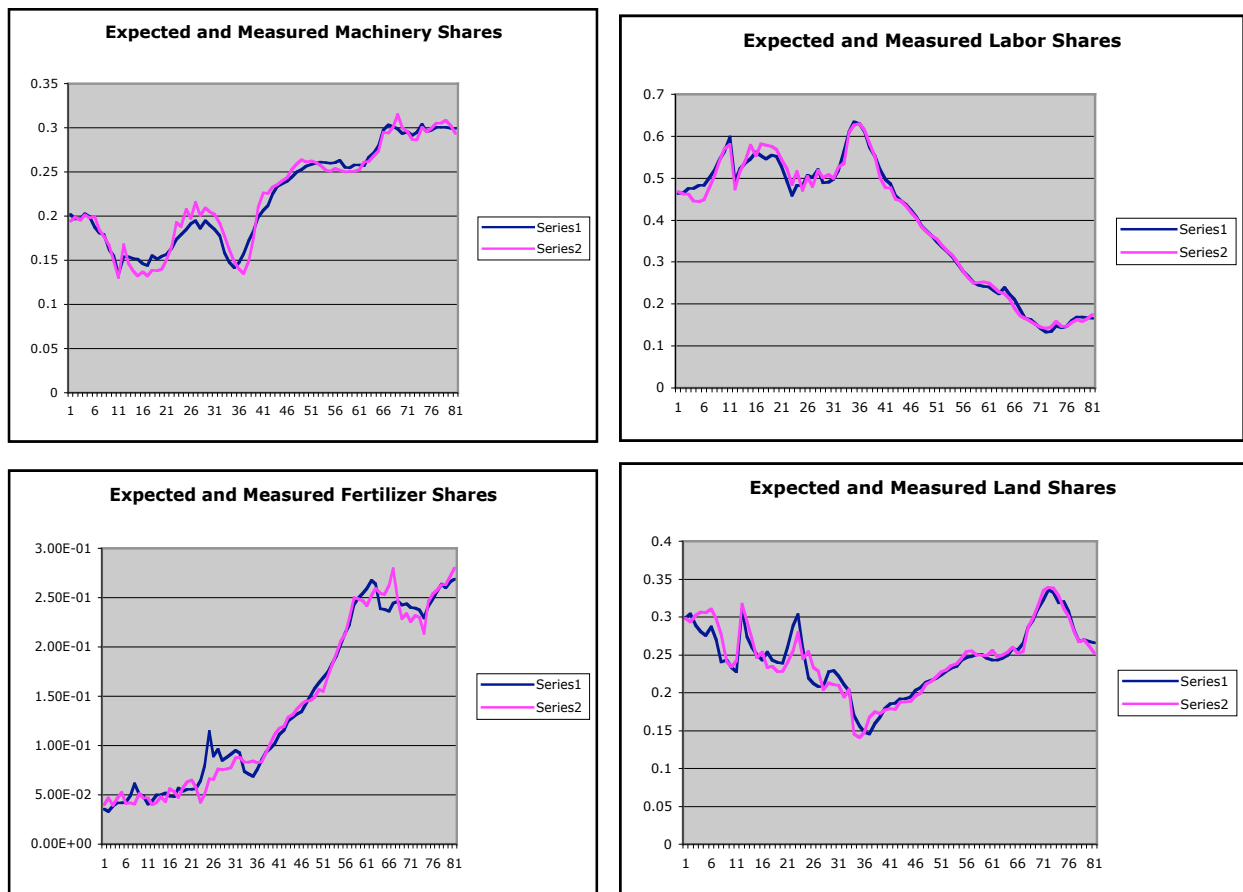 Expected and Measured Machinery Shares
0.35
0.3
0.25
0.2
0.15
0.1
0.05
0
1 6 11 16 21 26 31 36 41 46 51 56 61 66 71 76 81
Series1
Series2
Expected and Measured Labor Shares
0.7
0.6
0.5
0.4
0.3
0.2
0.1
0
1 6 11 16 21 26 31 36 41 46 51 56 61 66 71 76 81
Series1
Series2
Expected and Measured Fertilizer Shares
3.00E-01
2.50E-01
2.00E-01
1.50E-01
1.00E-01
5.00E-02
0.00E+00
1 6 11 16 21 26 31 36 41 46 51 56 61 66 71 76 81
Series1
Series2
Expected and Measured Land Shares
0.4
0.35
0.3
0.25
0.2
0.15
0.1
0.05
0
1 6 11 16 21 26 31 36 41 46 51 56 61 66 71 76 81
Series1
Series2